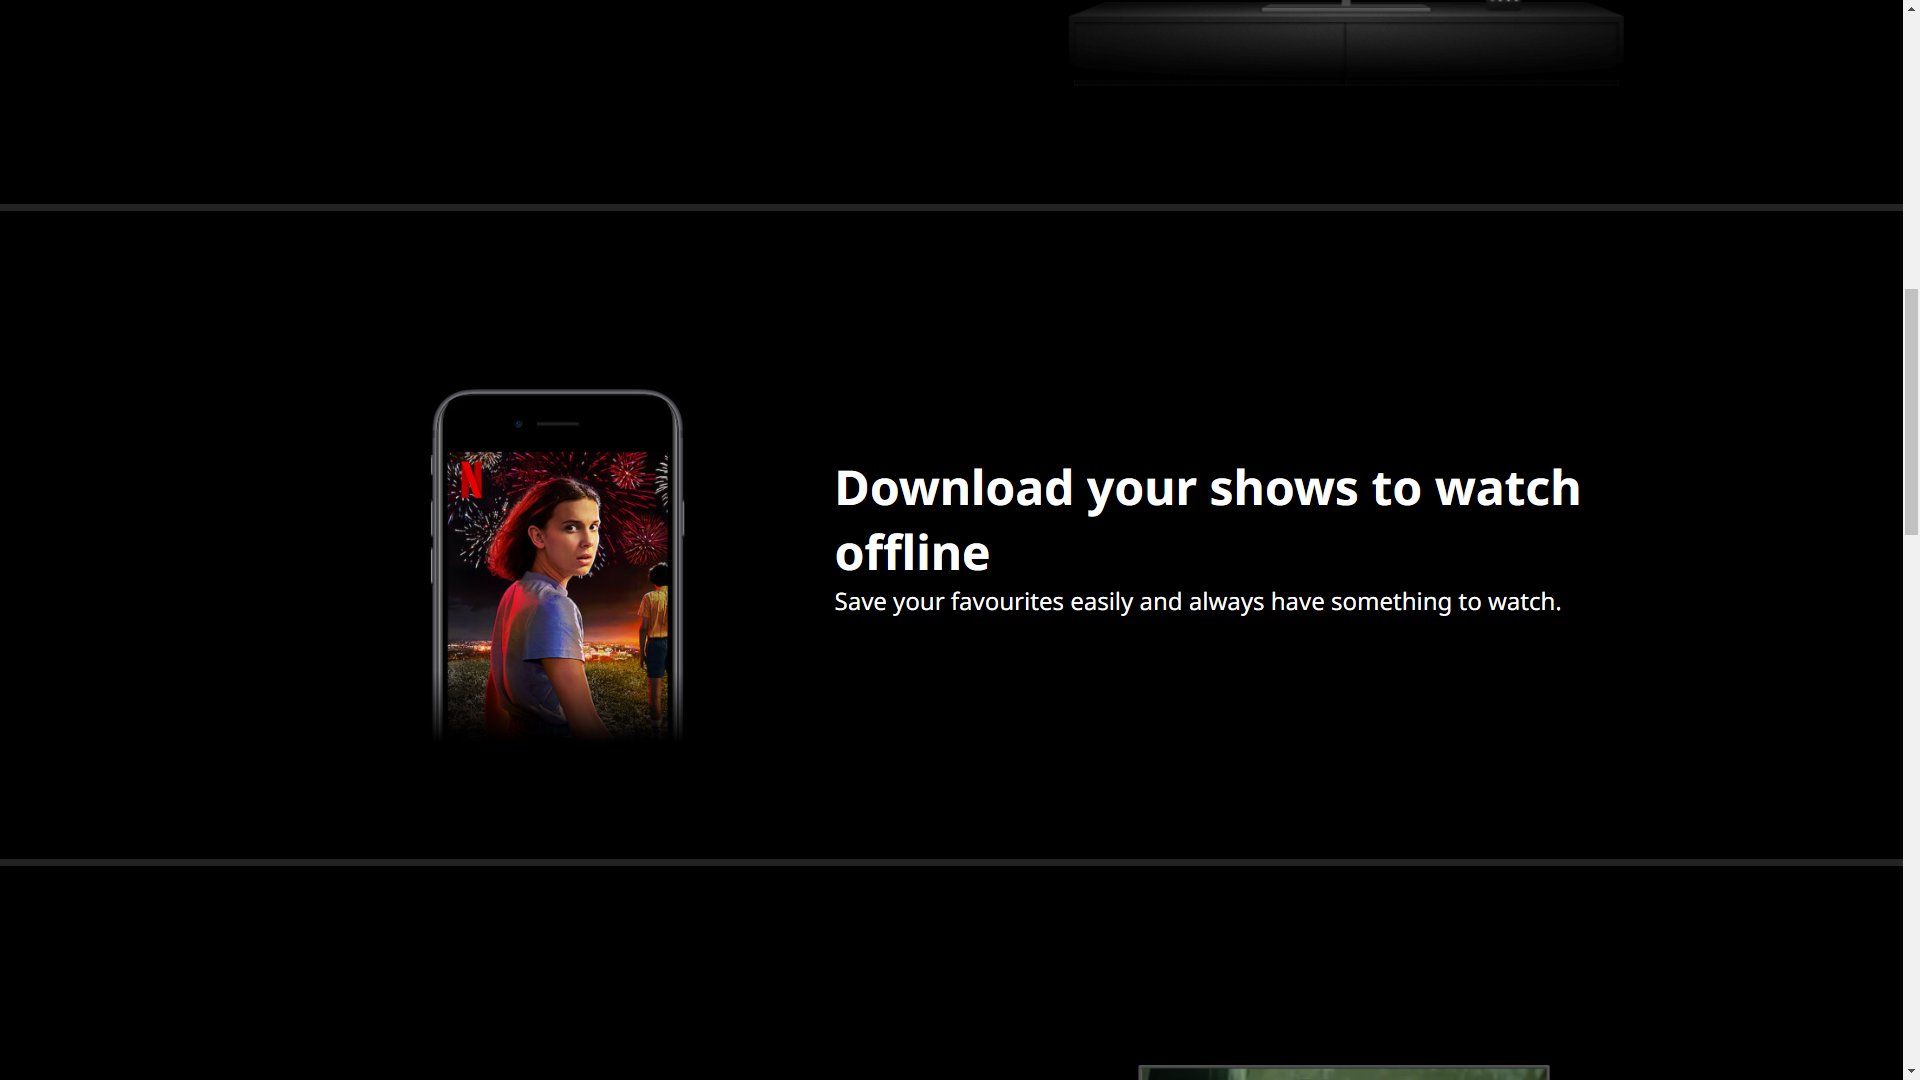 N
Download your shows to watch
offline
Save your favourites easily and always have something to watch.